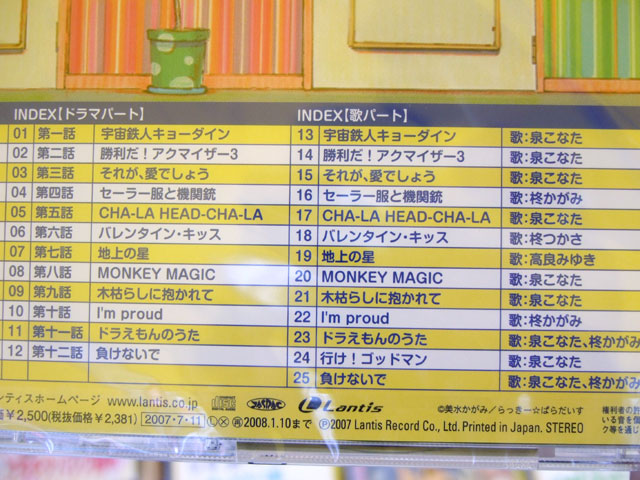 INDEX【ドラマパート】
01 第一話 宇宙鉄人キョーダイン
02 第二話 勝利だ!アクマイザー3
03 第三話 それが、愛でしょう
04 第四話 セーラー服と機関銃
05 第五話 CHA-LA HEAD-CHA-LA
06 第六話 バレンタイン・キッス
07 第七話 地上の星
08 第八話 MONKEY MAGIC
09 第九話 木枯らしに抱かれて
10 第十話 I'm proud
11 第十一話 ドラえもんのうた
12 第十二話 負けないで
INDEX【歌パート】
13 宇宙鉄人キョーダイン 歌:泉こなた
14 勝利だ!アクマイザー3 歌:泉こなた
15 それが、愛でしょう 歌:泉こなた
16 セーラー服と機関銃 歌:柊かがみ
17 CHA-LA HEAD-CHA-LA 歌:泉こなた
18 バレンタイン・キッス 歌:柊つかさ
19 地上の星 歌:高良みゆき
20 MONKEY MAGIC 歌:泉こなた
21 木枯らしに抱かれて 歌:泉こなた
22 I'm proud 歌:柊かがみ
23 ドラえもんのうた 歌:泉こなた、柊かがみ
24 行け!ゴッドマン 歌:泉こなた
25 負けないで 歌:泉こなた、柊かがみ
ンティスホームページ www.lantis.co.jp
Lantis
©美水かがみ/らっきー☆ぱらだいす
価¥2,500(税抜価格¥2,381) 2007・7・11 2008.1.10まで ℗2007 Lantis Record Co., Ltd. Printed in Japan. STEREO